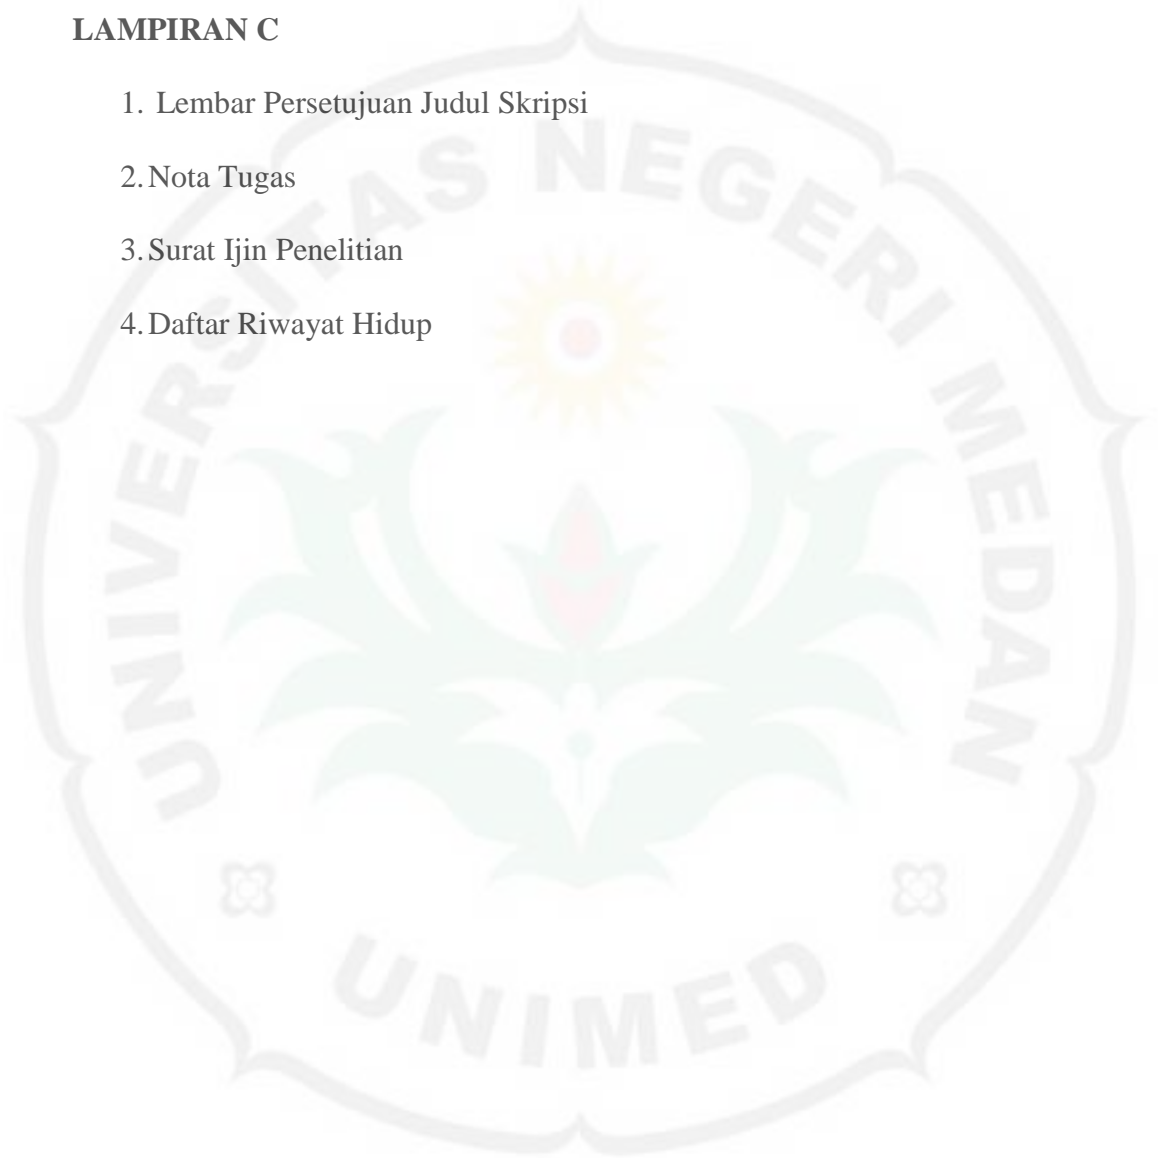 LAMPIRAN C
1. Lembar Persetujuan Judul Skripsi
2. Nota Tugas
3. Surat Ijin Penelitian
4. Daftar Riwayat Hidup
UNIVERSITAS NEGERI MEDAN
UNIMED